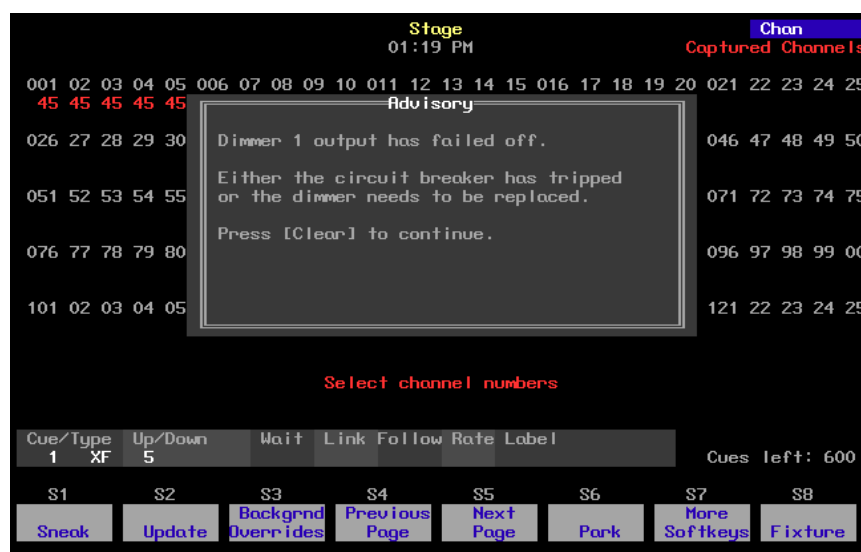 Stage Chan
01:19 PM Captured Channels
001 02 03 04 05 006 07 08 09 10 011 12 13 14 15 016 17 18 19 20 021 22 23 24 25
45 45 45 45 45
Advisory
026 27 28 29 30 Dimmer 1 output has failed off. 046 47 48 49 50
Either the circuit breaker has tripped
051 52 53 54 55 or the dimmer needs to be replaced. 071 72 73 74 75
Press [Clear] to continue.
076 77 78 79 80 096 97 98 99 00
101 02 03 04 05 121 22 23 24 25
Select channel numbers
Cue/Type Up/Down Wait Link Follow Rate Label
1 XF 5 Cues left: 600
S1 S2 S3 S4 S5 S6 S7 S8
Backgrnd Previous Next More
Sneak Update Overrides Page Page Park Softkeys Fixture